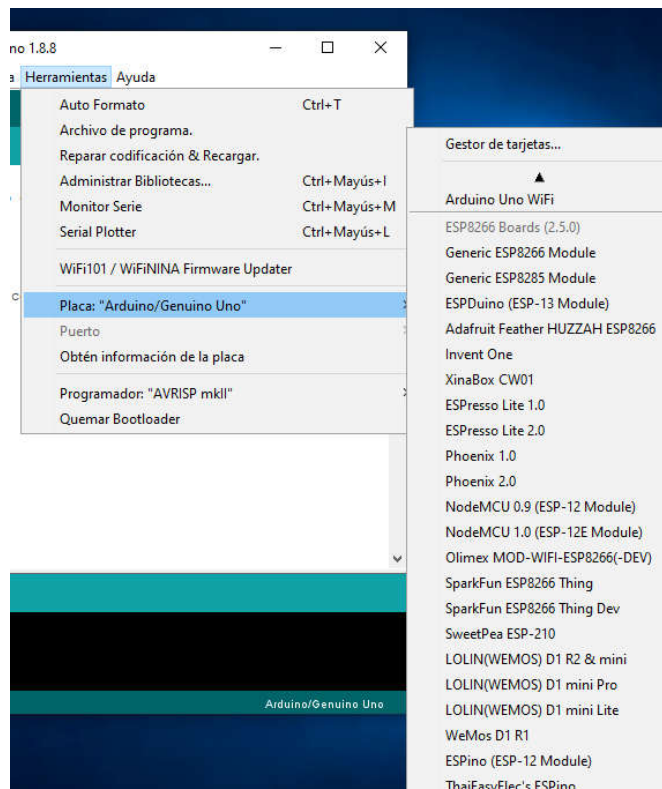 no 1.8.8
a Herramientas Ayuda
Auto Formato Ctrl+T
Archivo de programa.
Reparar codificación & Recargar.
Administrar Bibliotecas... Ctrl+Mayús+I
Monitor Serie Ctrl+Mayús+M
Serial Plotter Ctrl+Mayús+L
WiFi101 / WiFiNINA Firmware Updater
c
Placa: "Arduino/Genuino Uno"
Puerto
Obtén información de la placa
Programador: "AVRISP mkII"
Quemar Bootloader
Gestor de tarjetas...
Arduino Uno WiFi
ESP8266 Boards (2.5.0)
Generic ESP8266 Module
Generic ESP8285 Module
ESPDuino (ESP-13 Module)
Adafruit Feather HUZZAH ESP8266
Invent One
XinaBox CW01
ESPresso Lite 1.0
ESPresso Lite 2.0
Phoenix 1.0
Phoenix 2.0
NodeMCU 0.9 (ESP-12 Module)
NodeMCU 1.0 (ESP-12E Module)
Olimex MOD-WIFI-ESP8266(-DEV)
SparkFun ESP8266 Thing
SparkFun ESP8266 Thing Dev
SweetPea ESP-210
LOLIN(WEMOS) D1 R2 & mini
LOLIN(WEMOS) D1 mini Pro
LOLIN(WEMOS) D1 mini Lite
WeMos D1 R1
ESPino (ESP-12 Module)
ThaiEasyElec's ESPino
Arduino/Genuino Uno